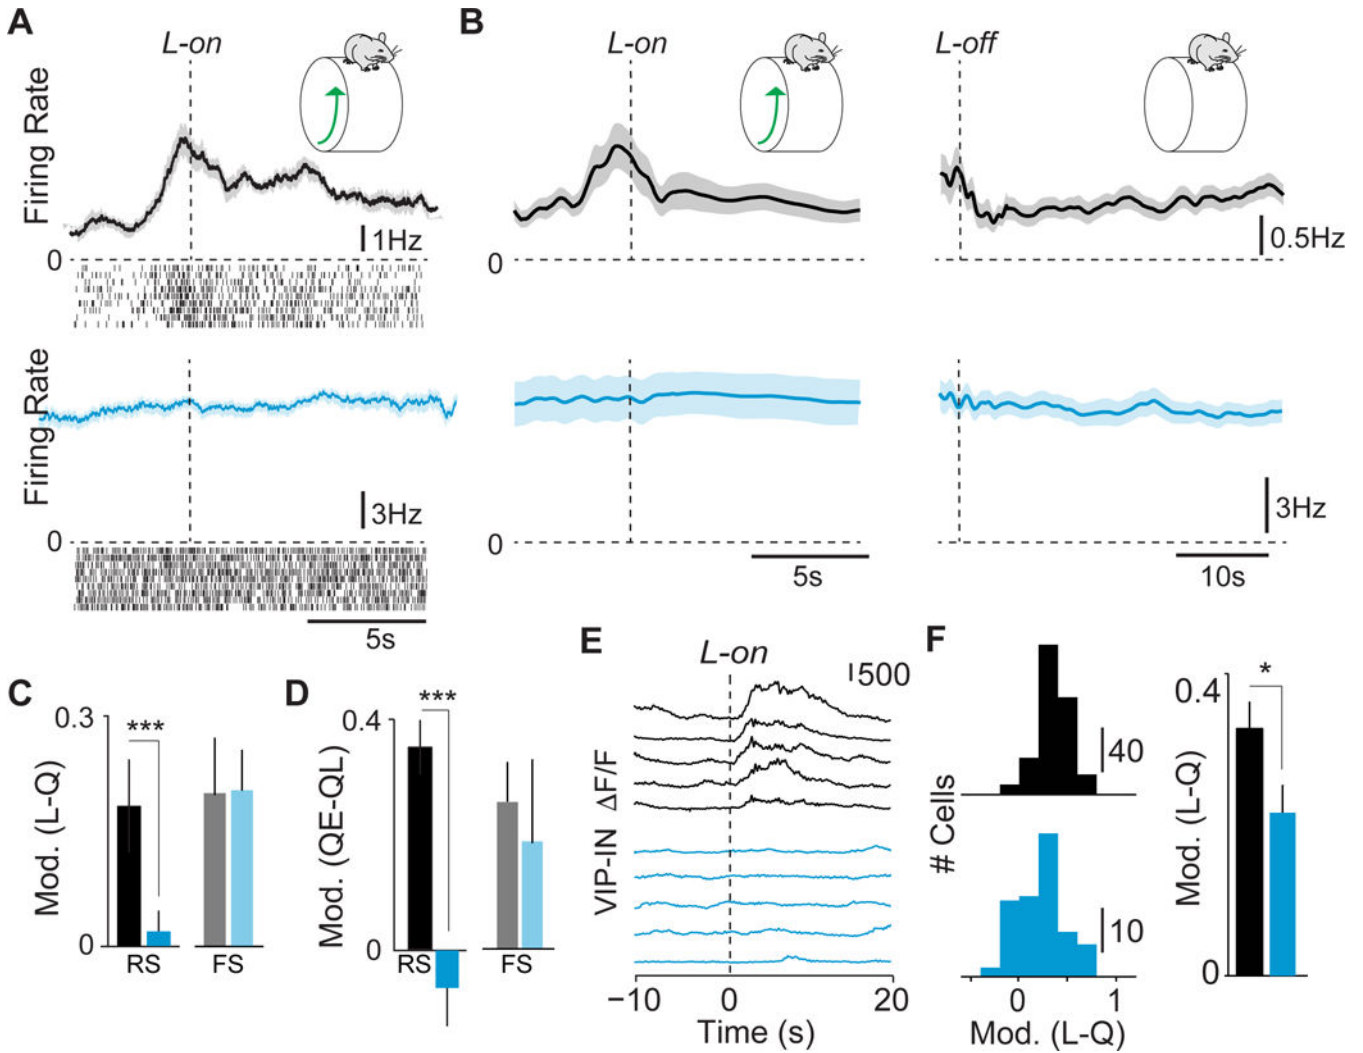 A
L-on
Firing Rate
1Hz
0
Firing Rate
3Hz
0
5s
B
L-on
L-off
0
0.5Hz
0
3Hz
5s
10s
C
0.3
***
Mod. (L-Q)
0
RS
FS
D
0.4
***
Mod. (QE-QL)
0
RS
FS
E
L-on
500
VIP-IN ΔF/F
−10
0
20
Time (s)
F
40
# Cells
10
0
1
Mod. (L-Q)
0.4
*
Mod. (L-Q)
0